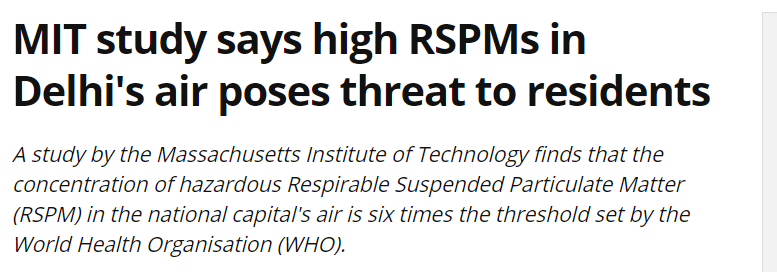 MIT study says high RSPMs in
Delhi's air poses threat to residents
A study by the Massachusetts Institute of Technology finds that the
concentration of hazardous Respirable Suspended Particulate Matter
(RSPM) in the national capital's air is six times the threshold set by the
World Health Organisation (WHO).